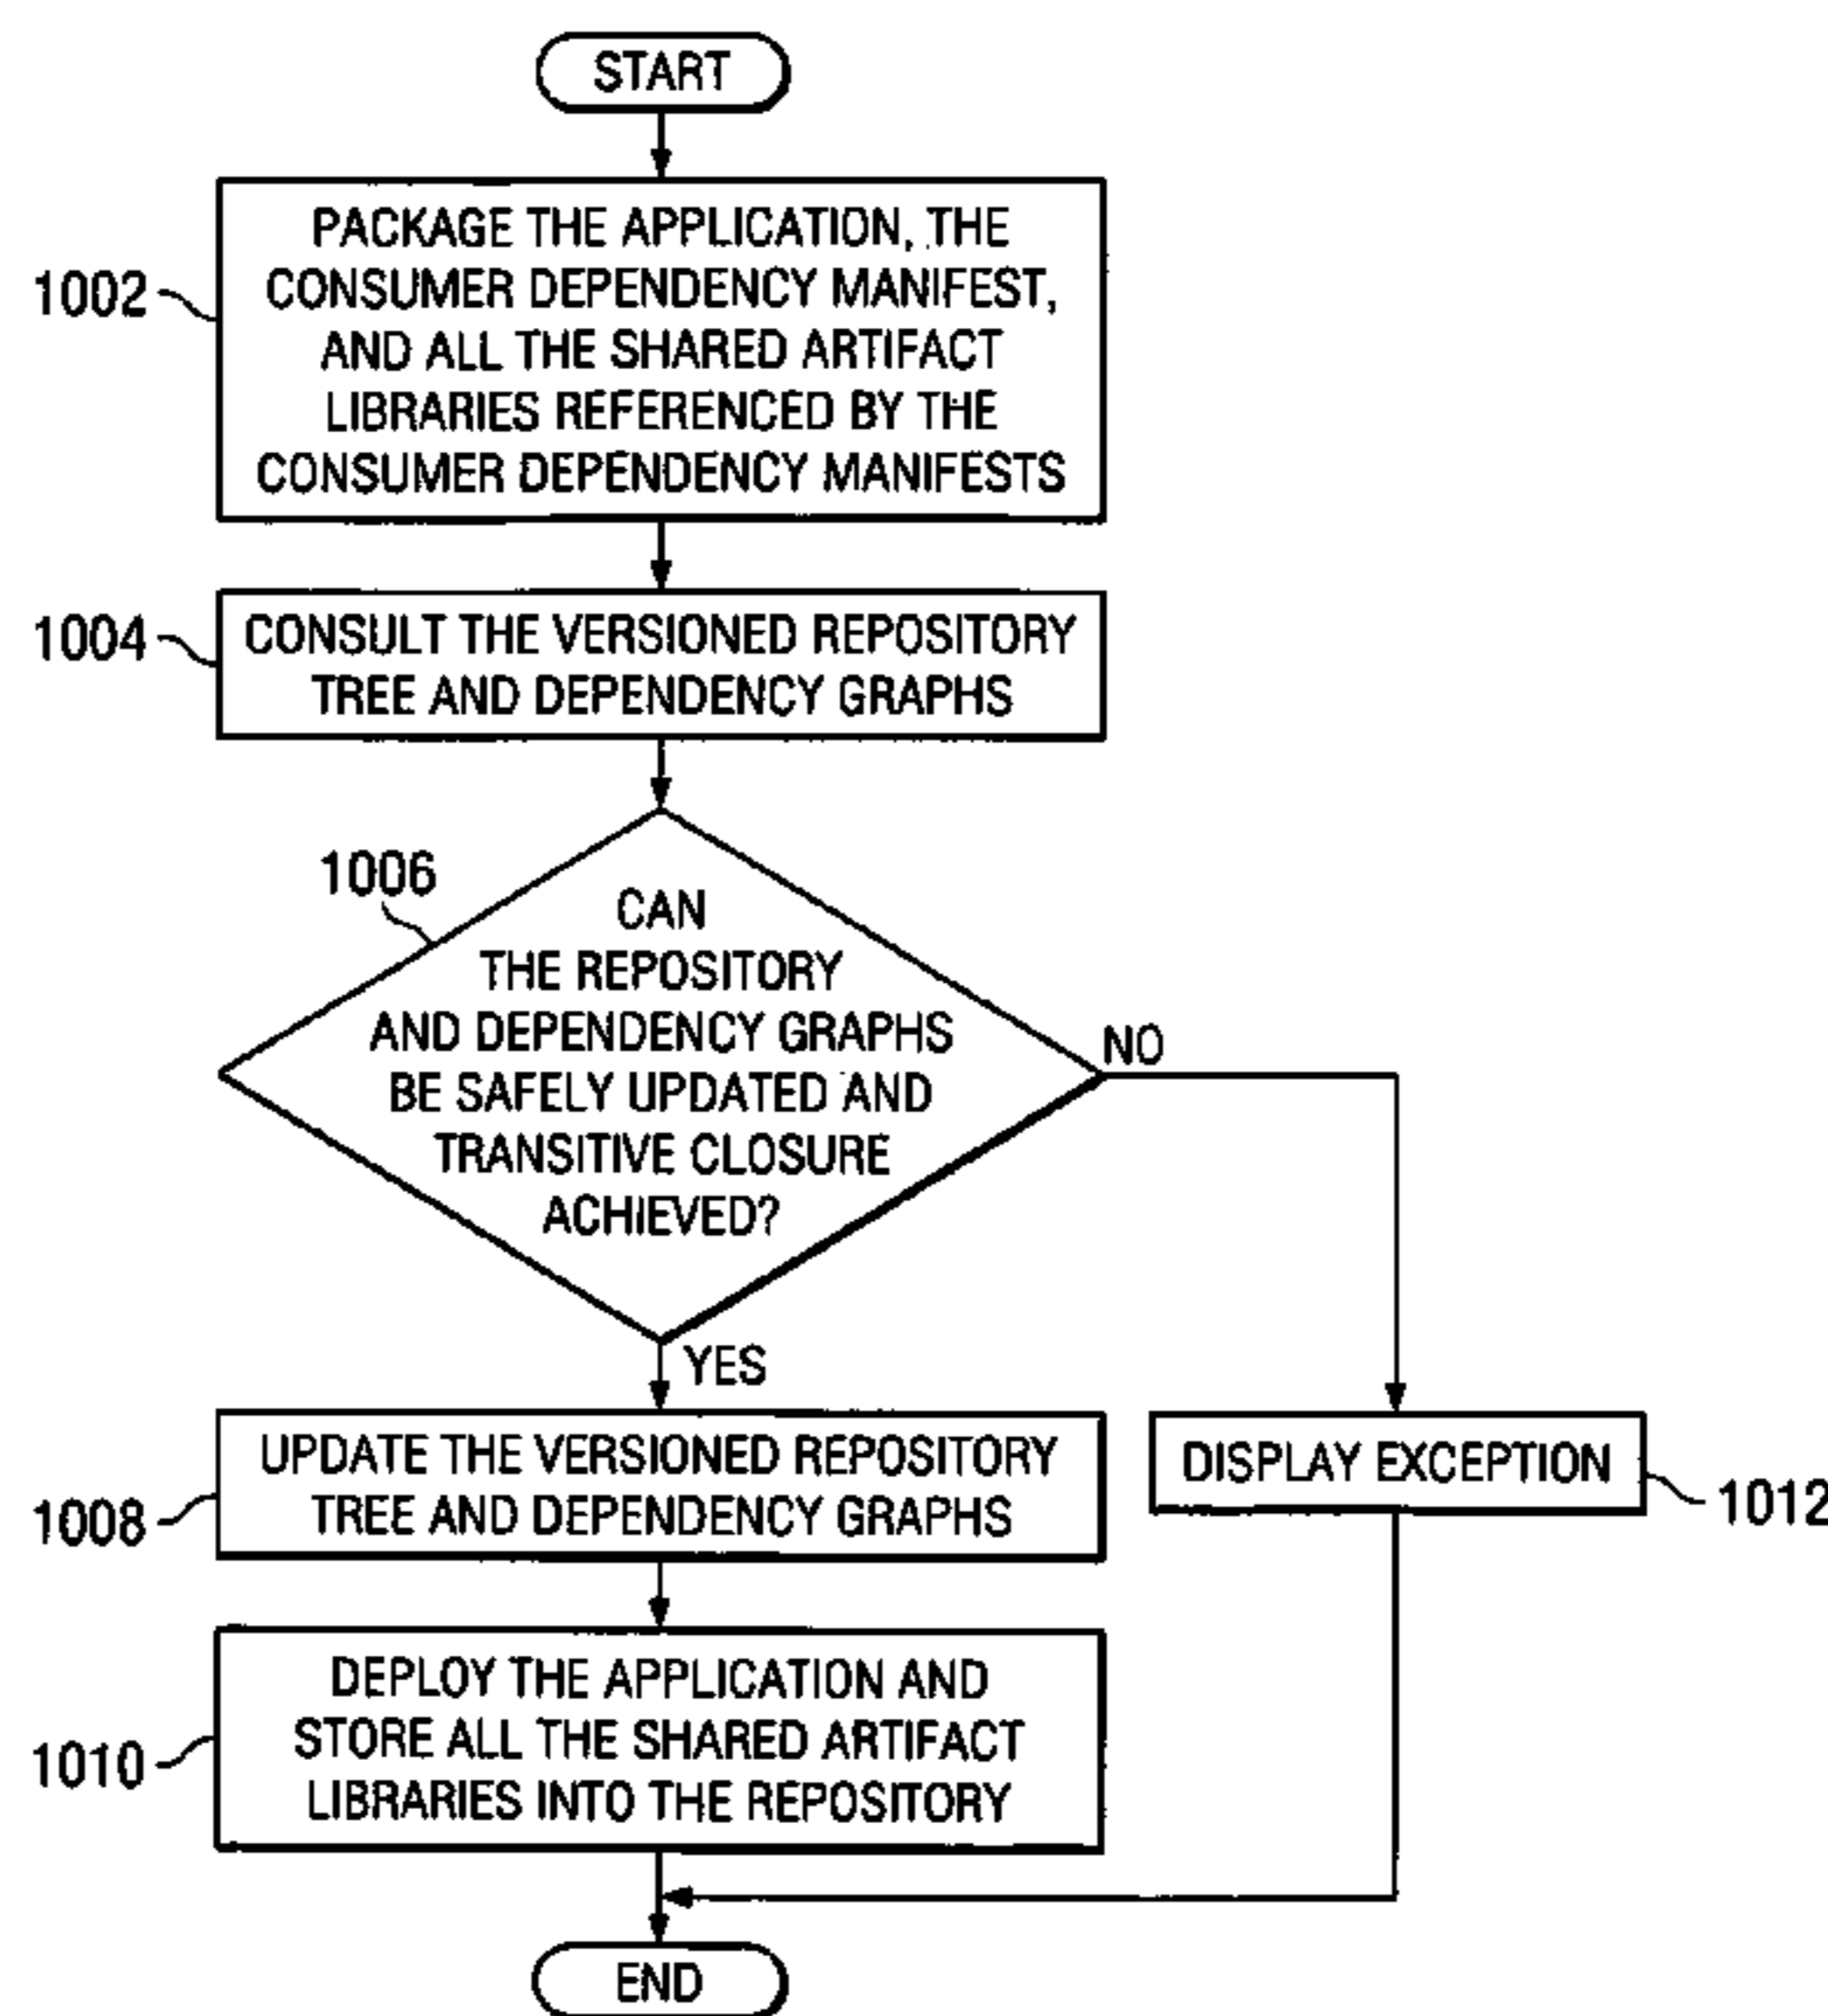 START
1002
PACKAGE THE APPLICATION, THE
CONSUMER DEPENDENCY MANIFEST,
AND ALL THE SHARED ARTIFACT
LIBRARIES REFERENCED BY THE
CONSUMER DEPENDENCY MANIFESTS
1004
CONSULT THE VERSIONED REPOSITORY
TREE AND DEPENDENCY GRAPHS
1006
CAN
THE REPOSITORY
AND DEPENDENCY GRAPHS
BE SAFELY UPDATED AND
TRANSITIVE CLOSURE
ACHIEVED?
NO
YES
1008
UPDATE THE VERSIONED REPOSITORY
TREE AND DEPENDENCY GRAPHS
DISPLAY EXCEPTION
1012
1010
DEPLOY THE APPLICATION AND
STORE ALL THE SHARED ARTIFACT
LIBRARIES INTO THE REPOSITORY
END